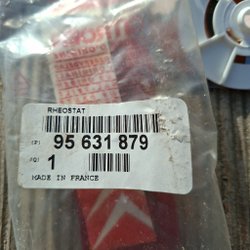 RHEOSTAT
(P) 95 631 879
(Q) 1
MADE IN FRANCE